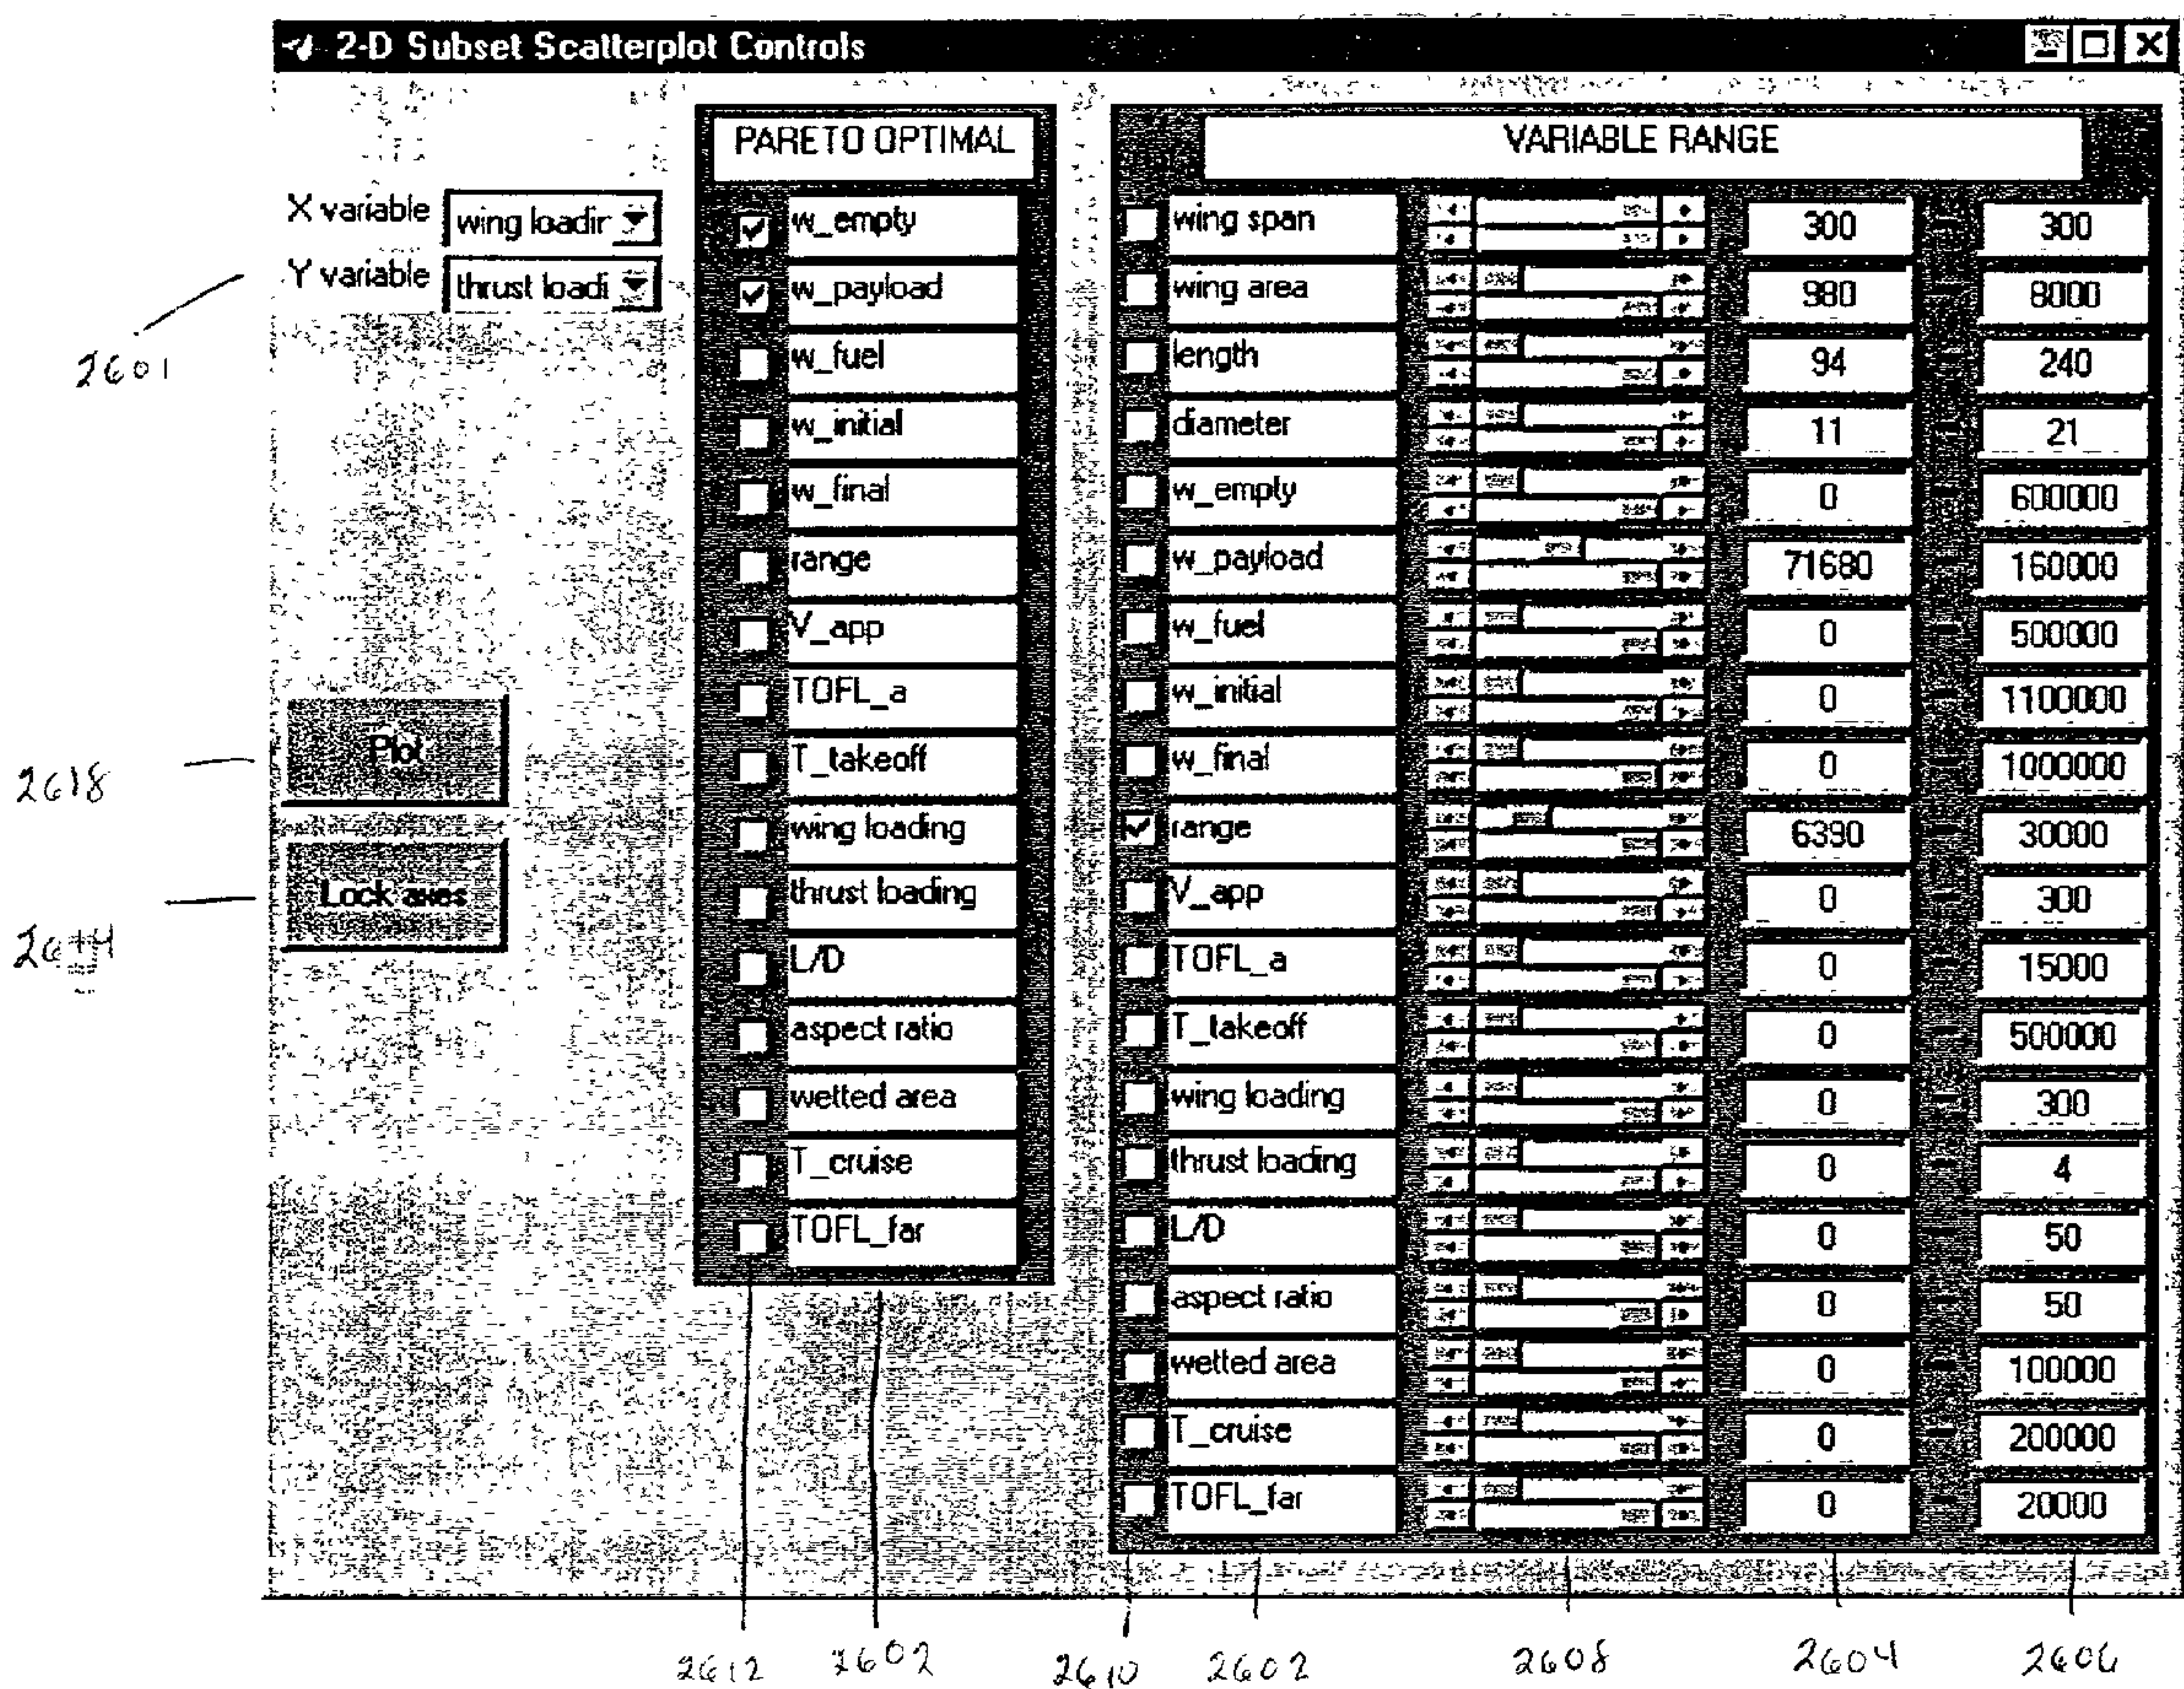 2-D Subset Scatterplot Controls
PARETO OPTIMAL
VARIABLE RANGE
X variable wing loadir
Y variable thrust loadi
2601
w_empty
w_payload
w_fuel
w_initial
w_final
range
V_app
TOFL_a
T_takeoff
wing loading
thrust loading
L/D
aspect ratio
wetted area
T_cruise
TOFL_far
wing span 300 300
wing area 980 8000
length 94 240
diameter 11 21
w_empty 0 600000
w_payload 71680 160000
w_fuel 0 500000
w_initial 0 1100000
w_final 0 1000000
range 6390 30000
V_app 0 300
TOFL_a 0 15000
T_takeoff 0 500000
wing loading 0 300
thrust loading 0 4
L/D 0 50
aspect ratio 0 50
wetted area 0 100000
T_cruise 0 200000
TOFL_far 0 20000
Plot
2618
Lock axes
2612 2602 2610 2602 2608 2604 2606